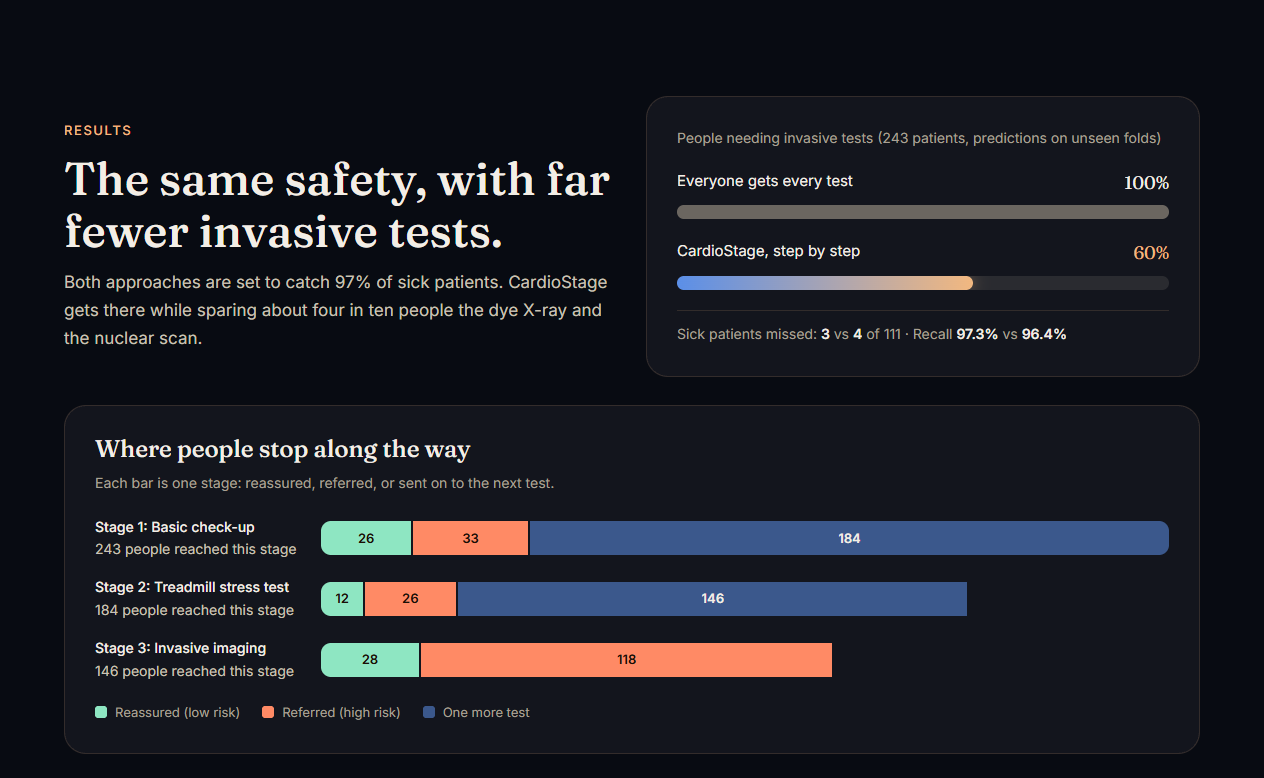 RESULTS
The same safety, with far
fewer invasive tests.
Both approaches are set to catch 97% of sick patients. CardioStage
gets there while sparing about four in ten people the dye X-ray and
the nuclear scan.
People needing invasive tests (243 patients, predictions on unseen folds)
Everyone gets every test 100%
CardioStage, step by step 60%
Sick patients missed: 3 vs 4 of 111 · Recall 97.3% vs 96.4%
Where people stop along the way
Each bar is one stage: reassured, referred, or sent on to the next test.
Stage 1: Basic check-up
243 people reached this stage
26 33 184
Stage 2: Treadmill stress test
184 people reached this stage
12 26 146
Stage 3: Invasive imaging
146 people reached this stage
28 118
Reassured (low risk) Referred (high risk) One more test